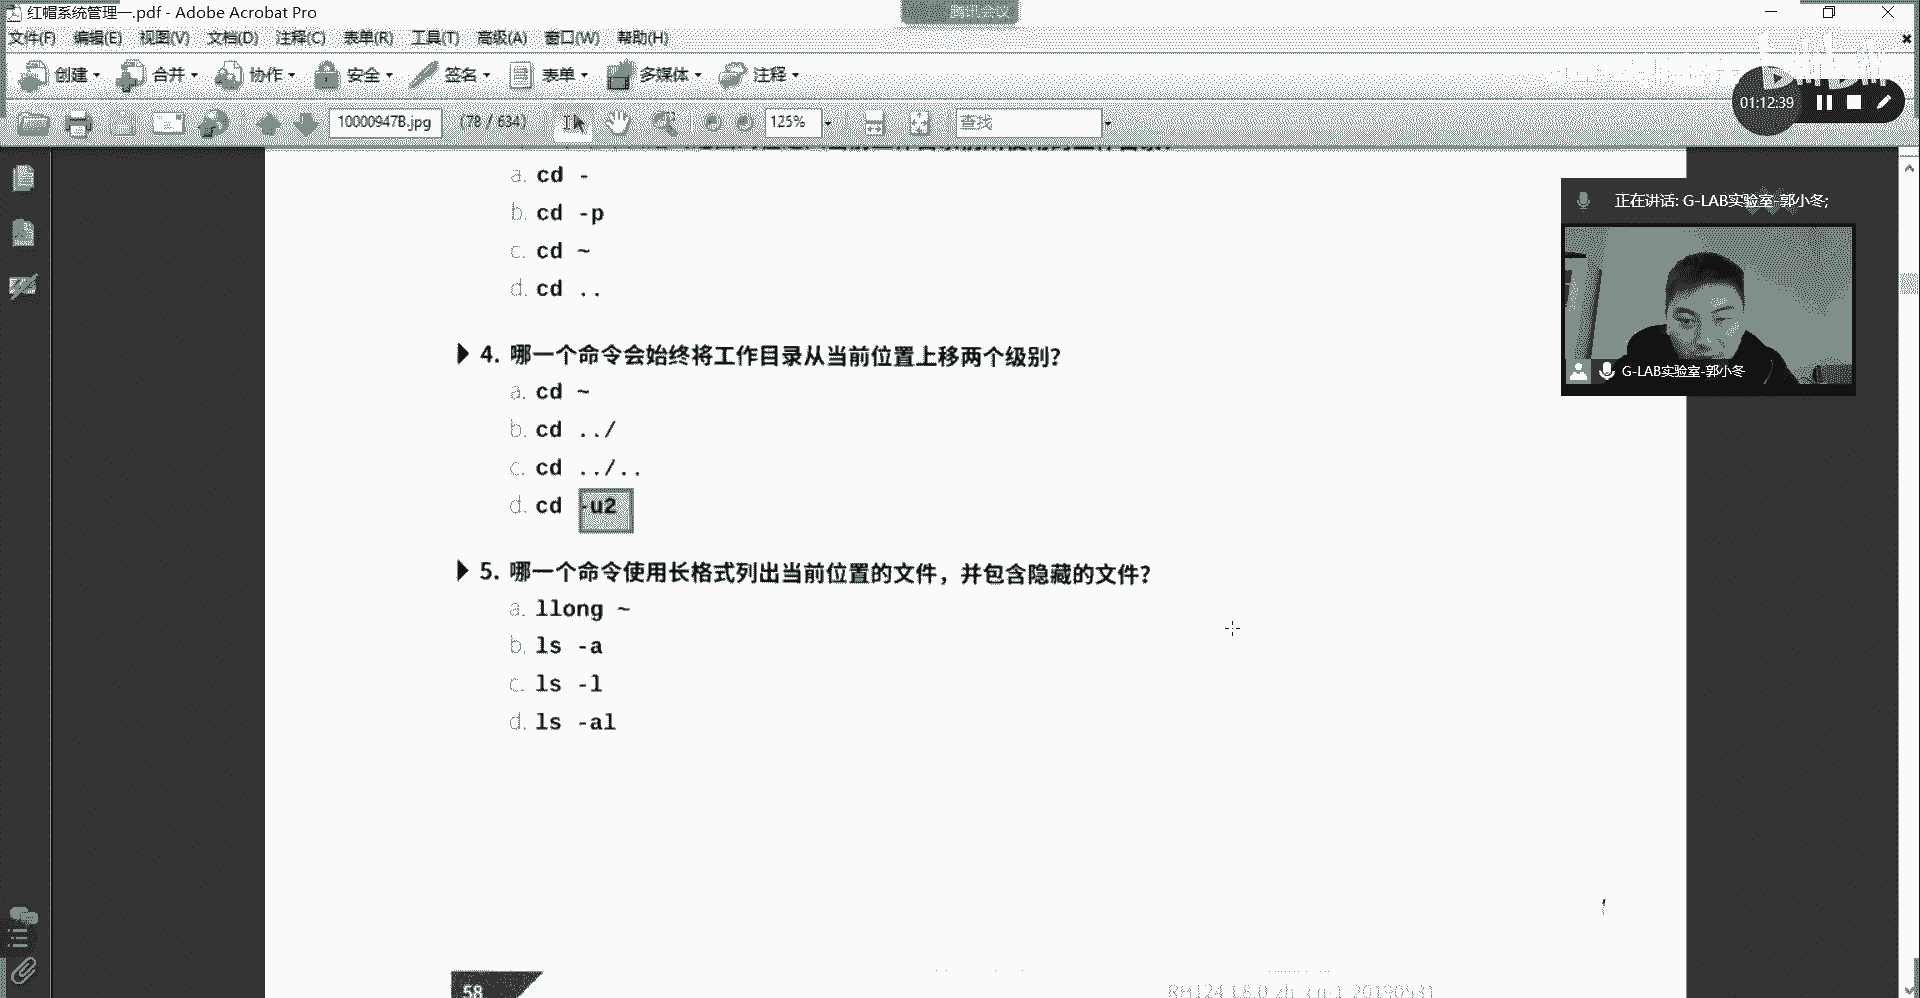 红帽系统管理一.pdf - Adobe Acrobat Pro
腾讯会议
文件(F) 编辑(E) 视图(V) 文档(D) 注释(C) 表单(R) 工具(T) 高级(A) 窗口(W) 帮助(H)
创建 合并 协作 安全 签名 表单 多媒体 注释
01:12:39
10000947B.jpg (78 / 634) 125% 查找
a. cd -
b. cd -p
c. cd ~
d. cd ..
正在讲话: G-LAB实验室-郭小冬;
G-LAB实验室-郭小冬
4. 哪一个命令会始终将工作目录从当前位置上移两个级别?
a. cd ~
b. cd ../
c. cd ../..
d. cd -u2
5. 哪一个命令使用长格式列出当前位置的文件，并包含隐藏的文件?
a. llong ~
b. ls -a
c. ls -l
d. ls -al
58
RH124